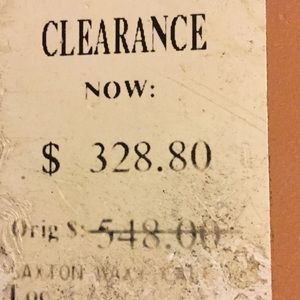 CLEARANCE
NOW:
$ 328.80
Orig $: 548.00